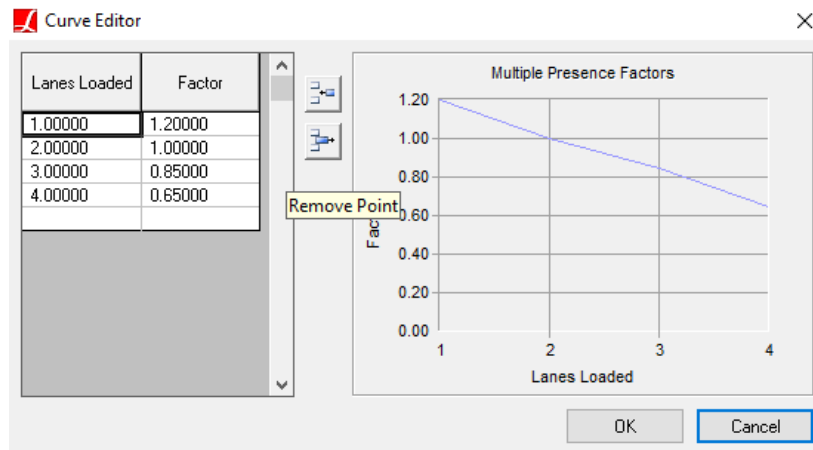 Curve Editor
Lanes Loaded Factor
1.00000 1.20000
2.00000 1.00000
3.00000 0.85000
4.00000 0.65000
Remove Point
Multiple Presence Factors
1.20
1.00
0.80
0.60
0.40
0.20
0.00
1 2 3 4
Lanes Loaded
OK Cancel